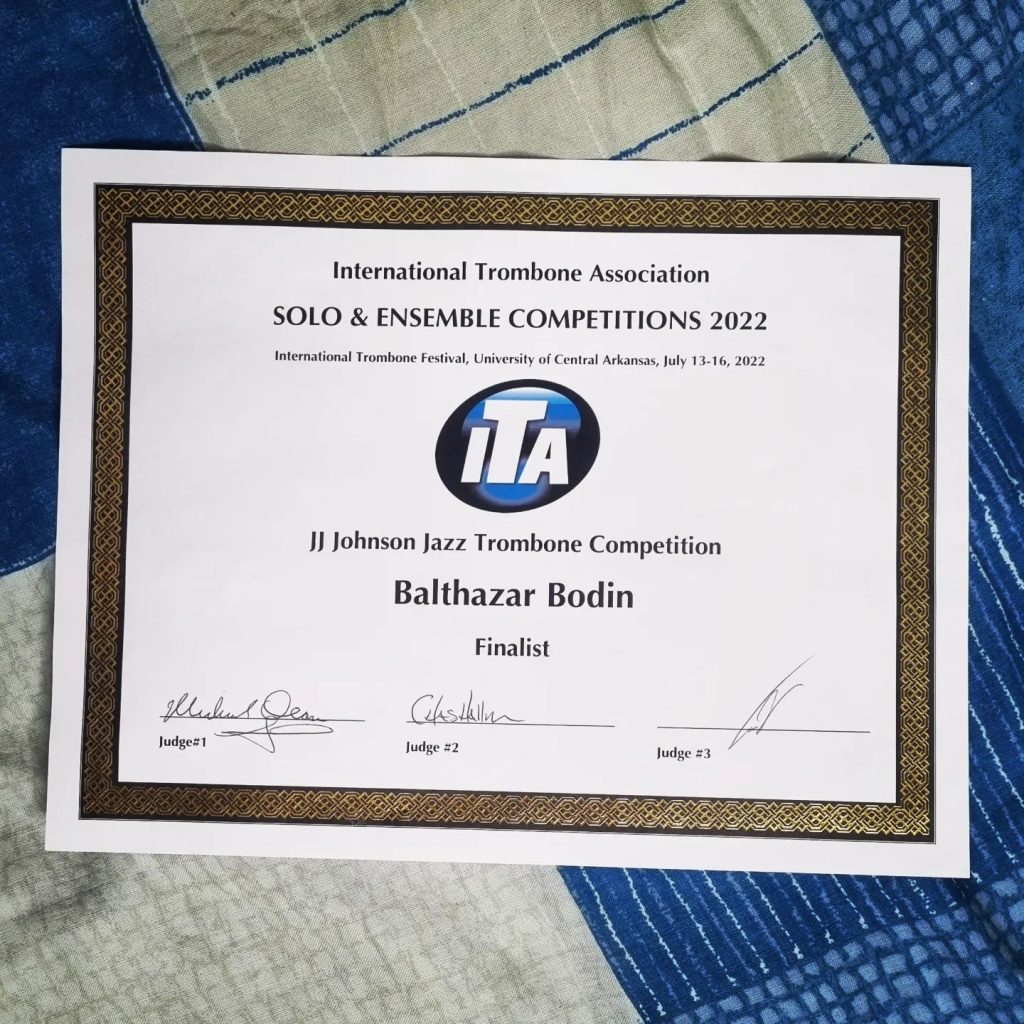 International Trombone Association
SOLO & ENSEMBLE COMPETITIONS 2022
International Trombone Festival, University of Central Arkansas, July 13-16, 2022
ITA
JJ Johnson Jazz Trombone Competition
Balthazar Bodin
Finalist
Judge#1
Judge #2
Judge #3